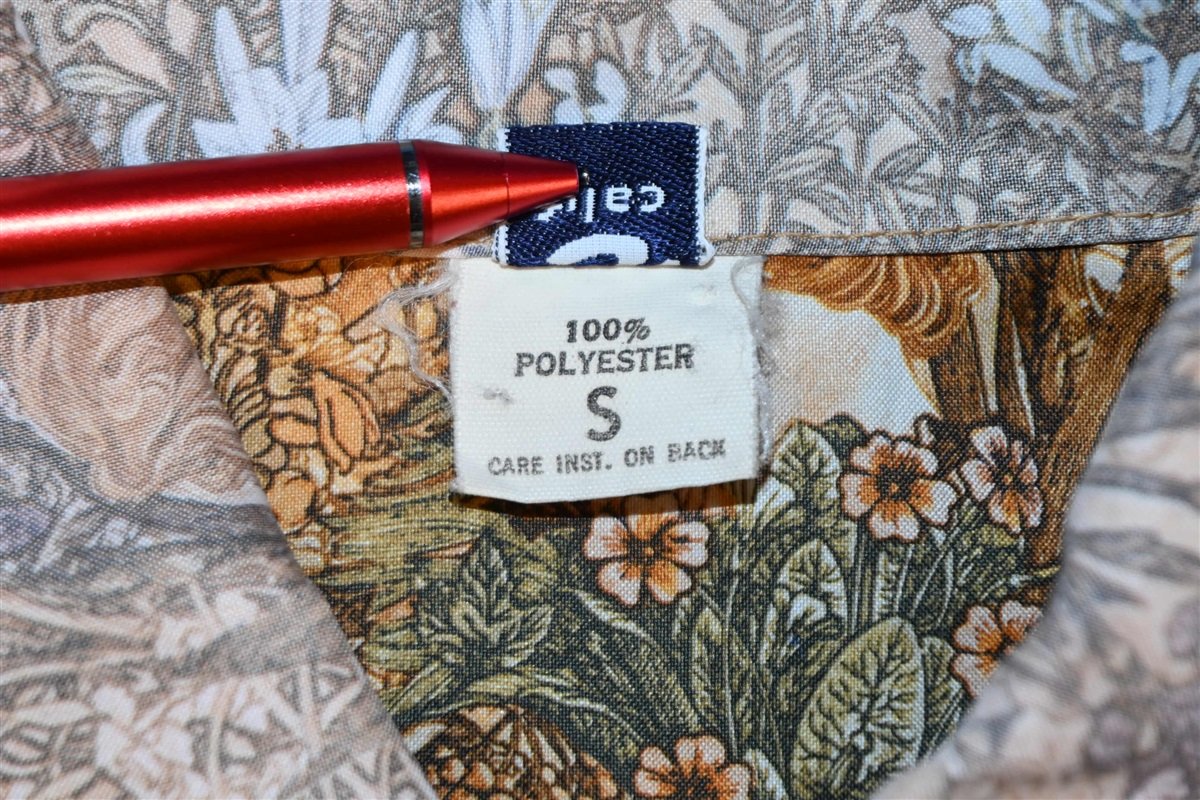 100%
POLYESTER
S
CARE INST. ON BACK